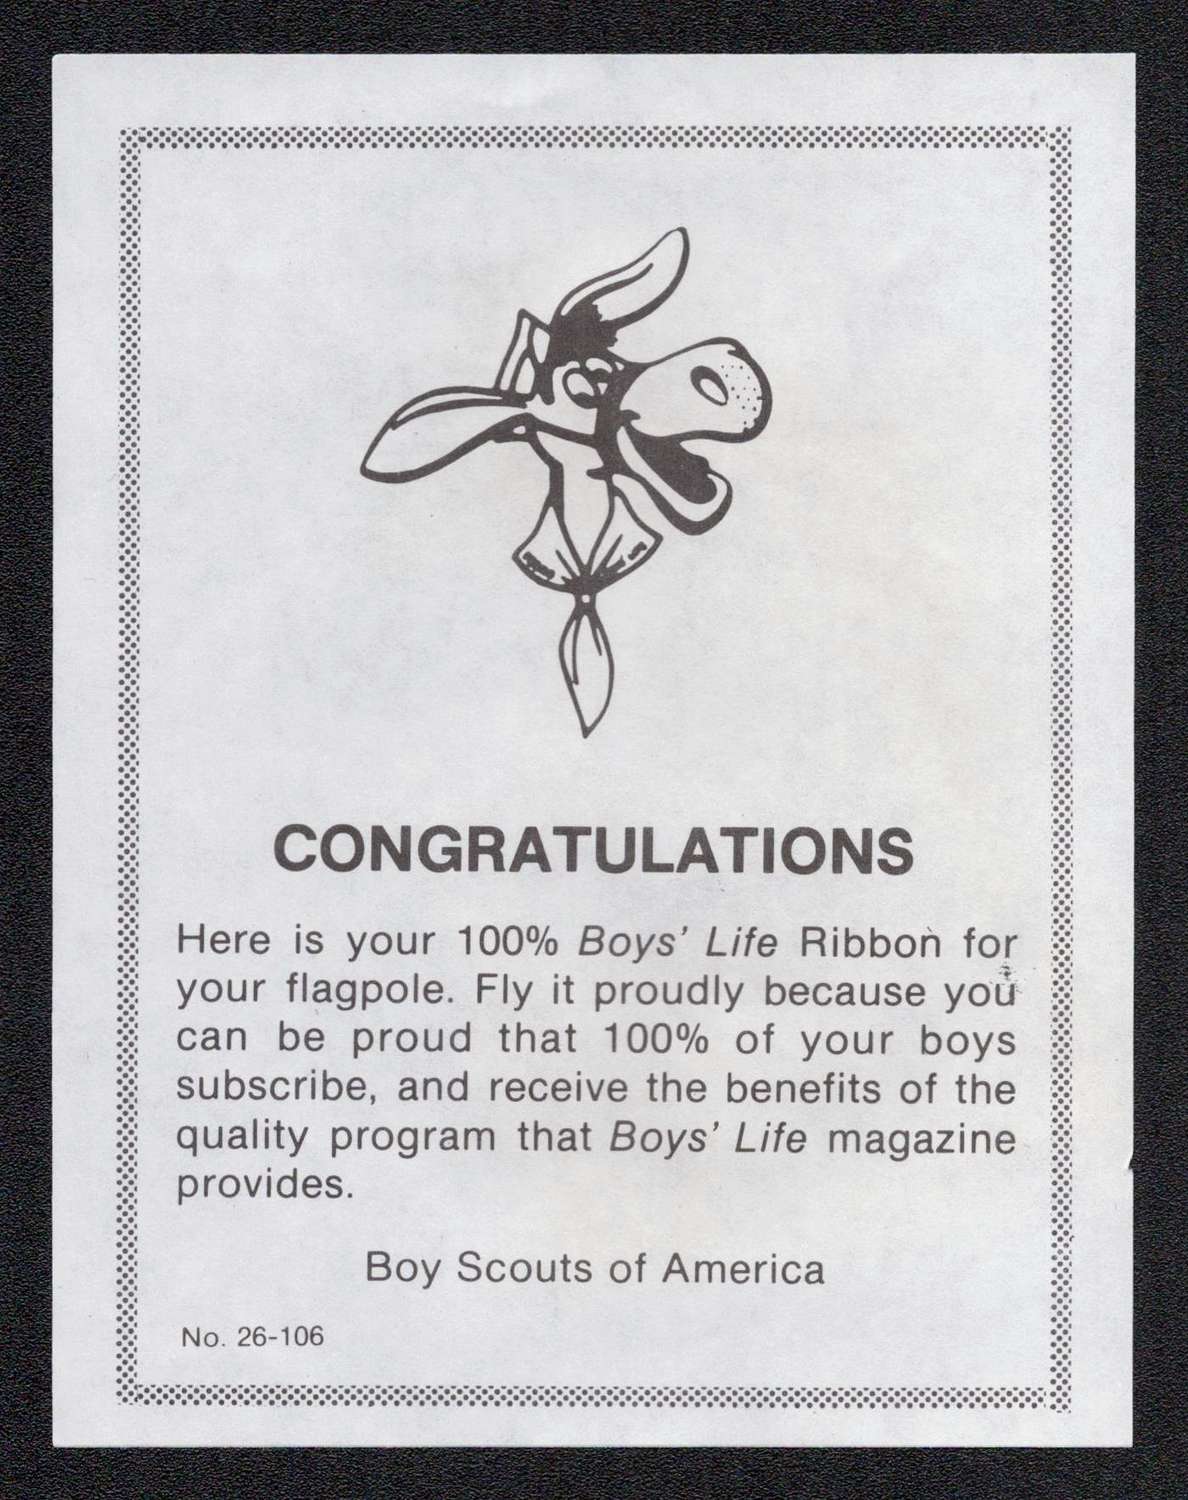 CONGRATULATIONS
Here is your 100% Boys' Life Ribbon for
your flagpole. Fly it proudly because you
can be proud that 100% of your boys
subscribe, and receive the benefits of the
quality program that Boys' Life magazine
provides.
Boy Scouts of America
No. 26-106